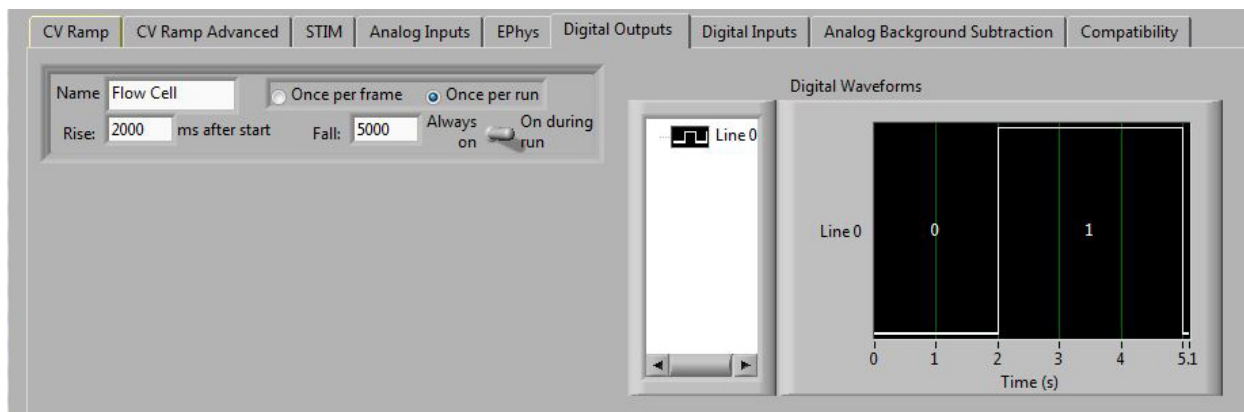 CV Ramp CV Ramp Advanced STIM Analog Inputs EPhys Digital Outputs Digital Inputs Analog Background Subtraction Compatibility
Name Flow Cell Once per frame Once per run
Rise: 2000 ms after start Fall: 5000 Always on On during run
Digital Waveforms
Line 0
Line 0
0 1
0 1 2 3 4 5.1
Time (s)